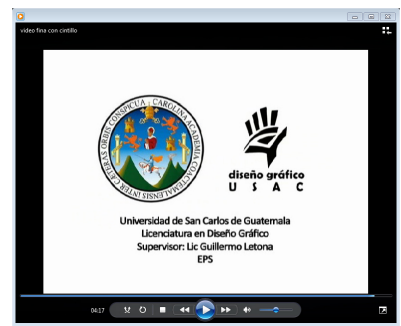 video fina con cintillo
CÆTERAS ORBIS CONSPICUA CAROLINA ACADEMIA COACTEMALENSIS INTER
diseño gráfico
U S A C
Universidad de San Carlos de Guatemala
Licenciatura en Diseño Gráfico
Supervisor: Lic Guillermo Letona
EPS
04:17